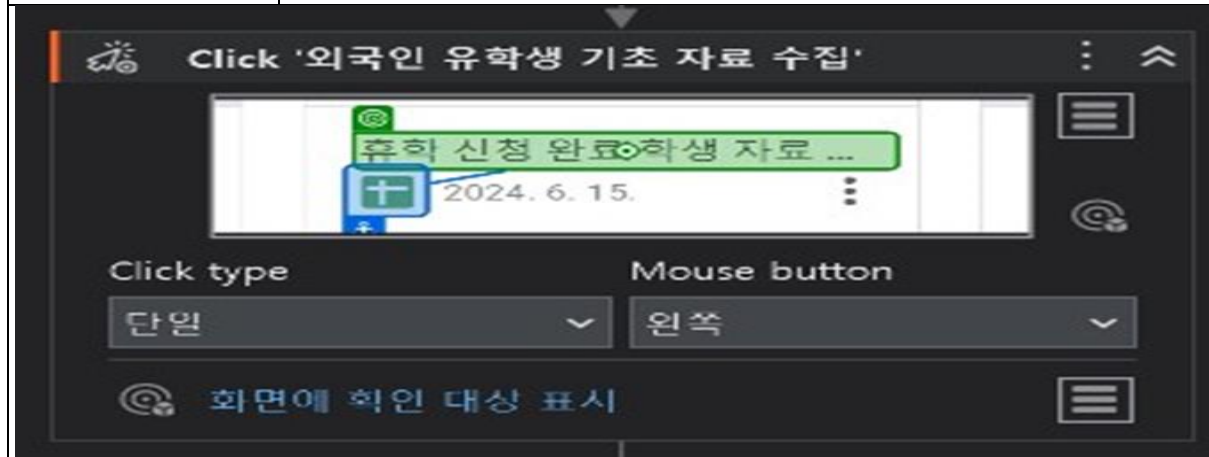 Click '외국인 유학생 기초 자료 수집'
휴학 신청 완료 학생 자료 ...
2024. 6. 15.
Click type
Mouse button
단일
왼쪽
화면에 확인 대상 표시